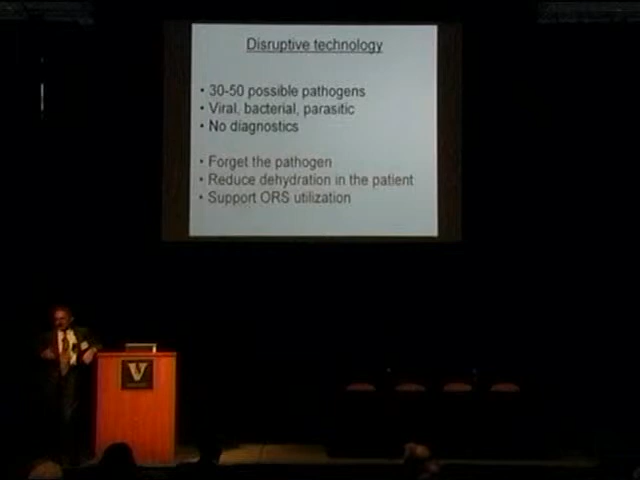 Disruptive technology
• 30-50 possible pathogens
• Viral, bacterial, parasitic
• No diagnostics
• Forget the pathogen
• Reduce dehydration in the patient
• Support ORS utilization
V